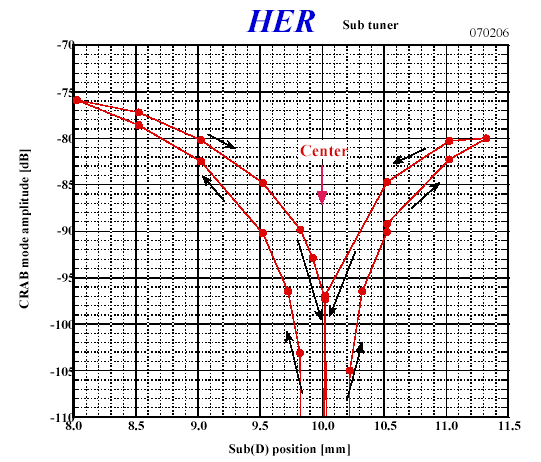 HER Sub tuner 070206
-70
-75
-80
-85
-90
-95
-100
-105
-110
CRAB mode amplitude [dB]
Center
8.0 8.5 9.0 9.5 10.0 10.5 11.0 11.5
Sub(D) position [mm]